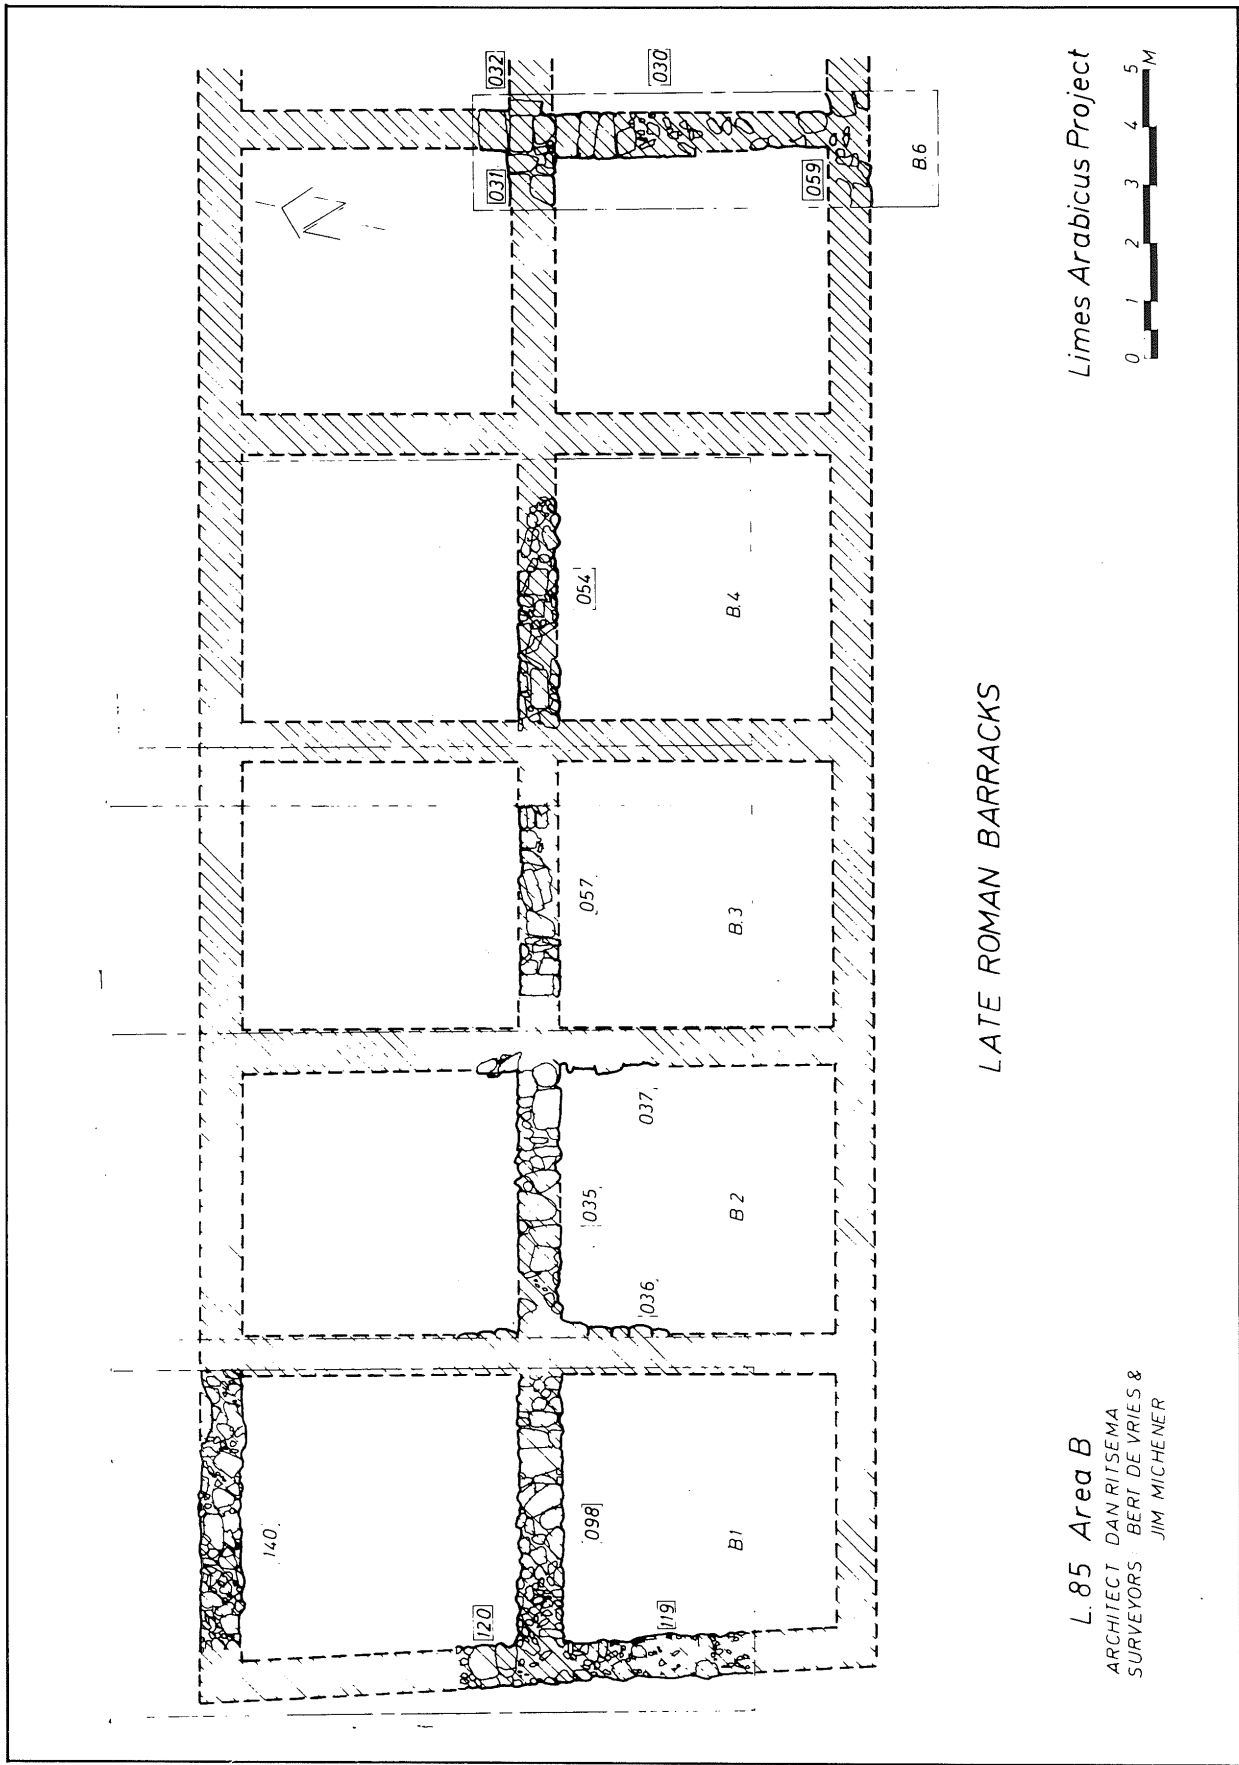 032
030
031
059
B.6
054
B.4
057
B.3
037
035
036
B 2
140
098
120
119
B1
LATE ROMAN BARRACKS
Limes Arabicus Project
0 1 2 3 4 5 M
L.85 Area B
ARCHITECT DAN RITSEMA
SURVEYORS: BERT DE VRIES &
JIM MICHENER